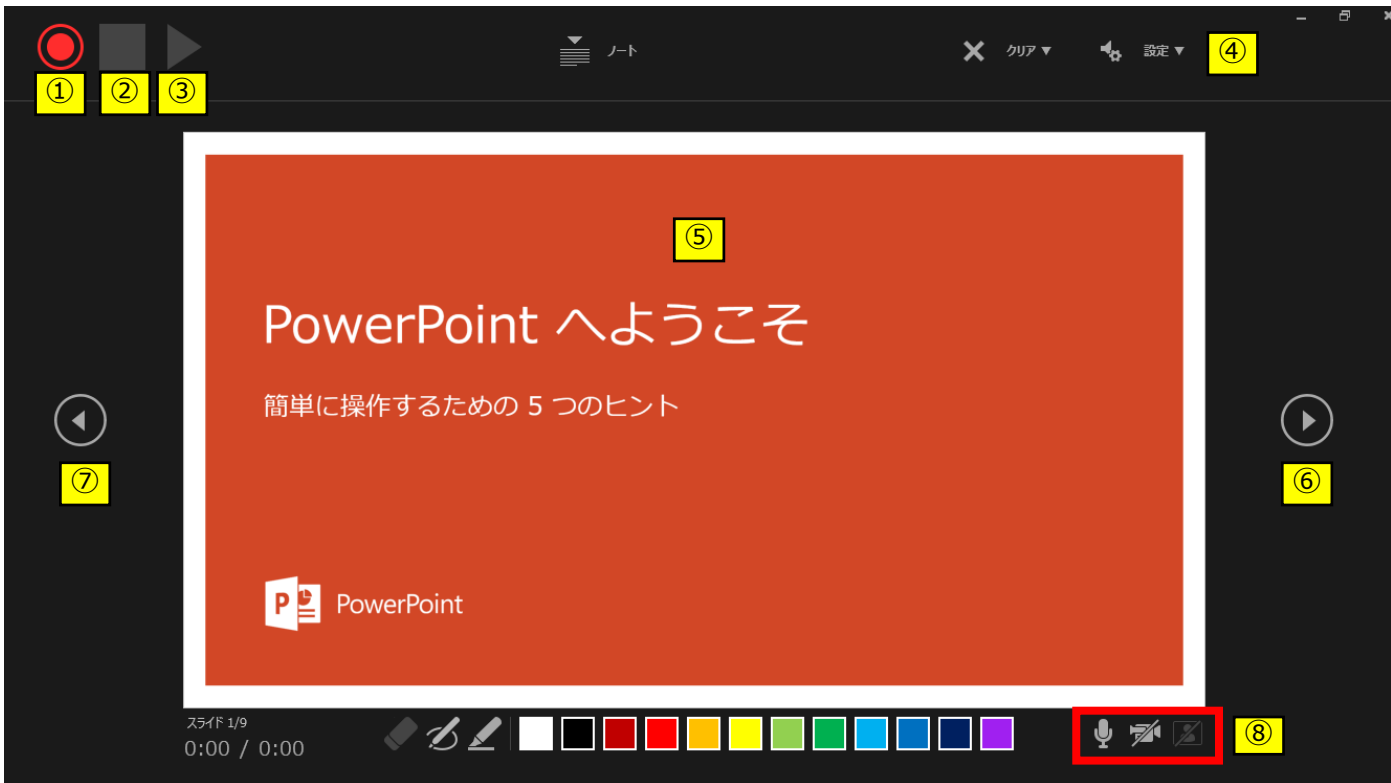 ノート
クリア ▼
設定 ▼
④
① ② ③
⑤
PowerPoint へようこそ
簡単に操作するための 5 つのヒント
⑦
⑥
P
PowerPoint
スライド 1/9
0:00 / 0:00
⑧